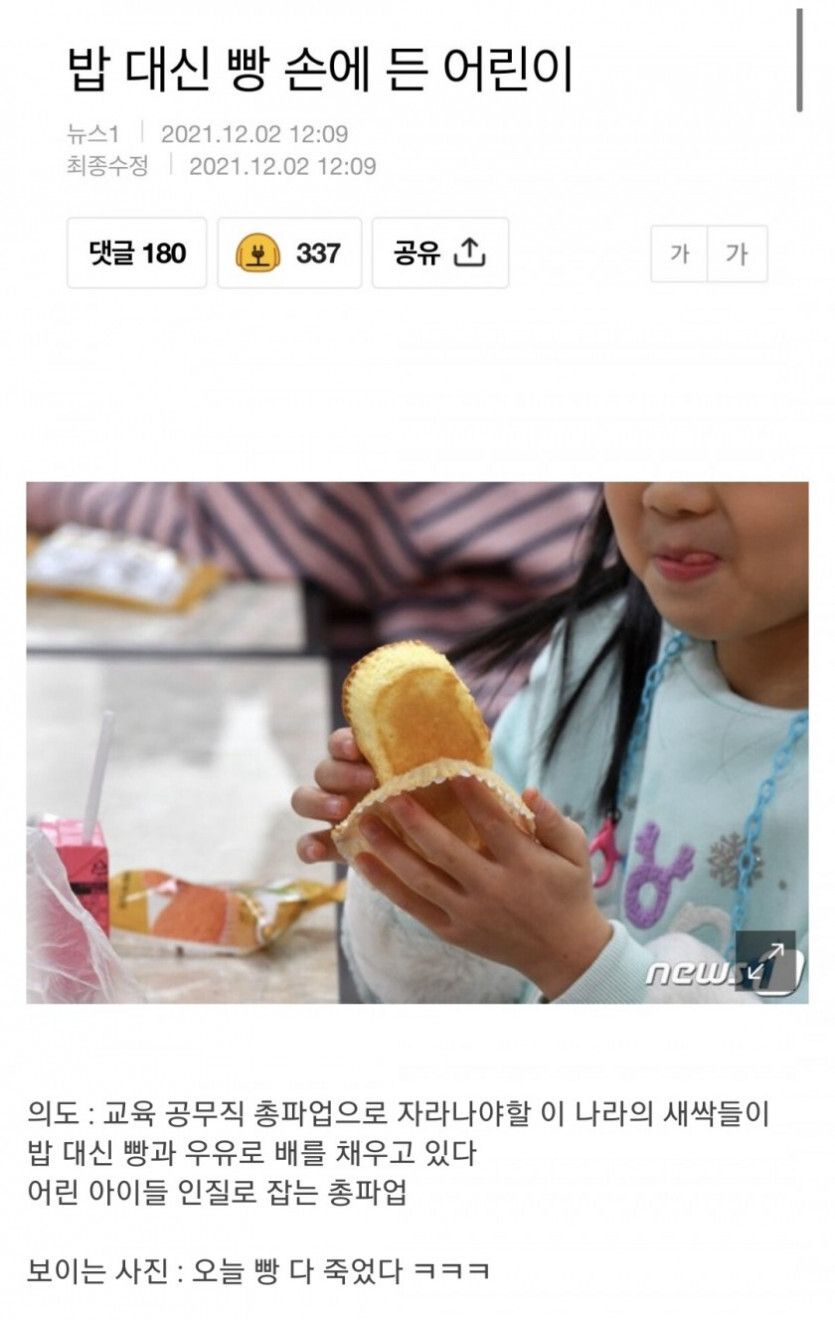 밥 대신 빵 손에 든 어린이
뉴스1 | 2021.12.02 12:09
최종수정 | 2021.12.02 12:09
댓글 180 337 공유 가 가
news1
의도 : 교육 공무직 총파업으로 자라나야할 이 나라의 새싹들이
밥 대신 빵과 우유로 배를 채우고 있다
어린 아이들 인질로 잡는 총파업
보이는 사진 : 오늘 빵 다 죽었다 ㅋㅋㅋ